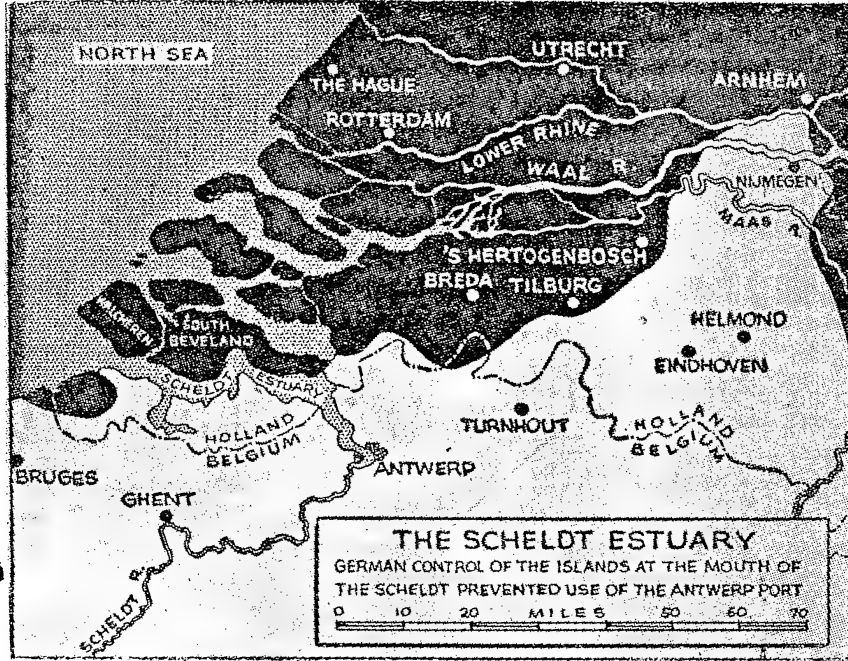 NORTH SEA
UTRECHT
THE HAGUE
ARNHEM
ROTTERDAM
LOWER RHINE
WAAL R.
NIJMEGEN
MAAS R.
'S HERTOGENBOSCH
BREDA
TILBURG
WALCHEREN
SOUTH
BEVELAND
HELMOND
EINDHOVEN
SCHELDT ESTUARY
HOLLAND
BELGIUM
TURNHOUT
HOLLAND
BELGIUM
BRUGES
ANTWERP
GHENT
SCHELDT R.
THE SCHELDT ESTUARY
GERMAN CONTROL OF THE ISLANDS AT THE MOUTH OF
THE SCHELDT PREVENTED USE OF THE ANTWERP PORT
0 10 20 MILES 50 60 70